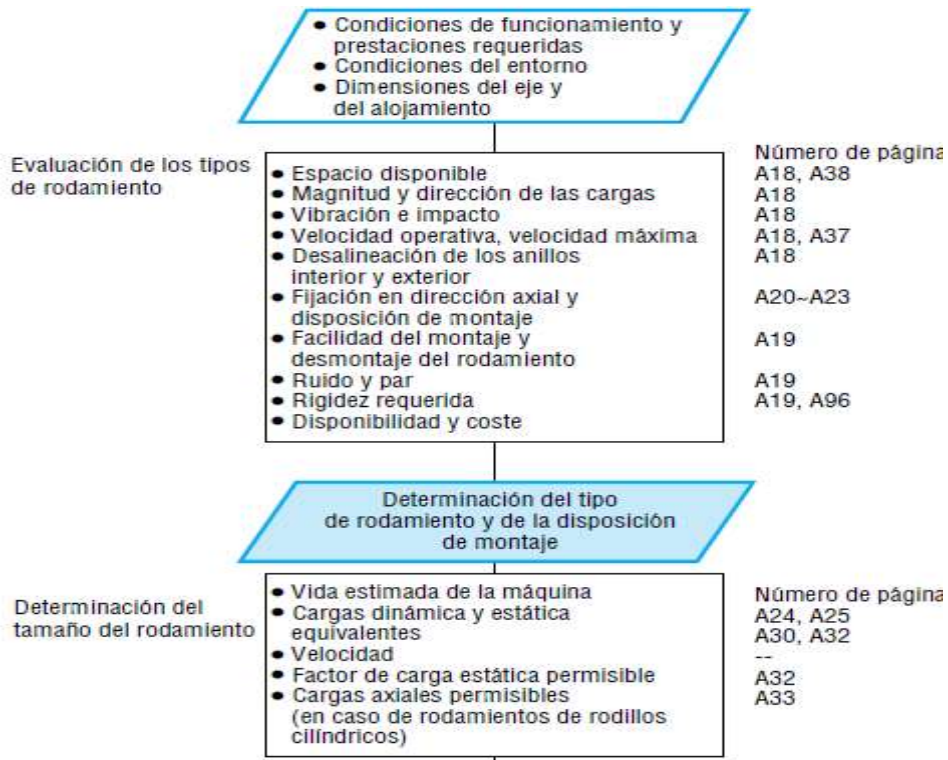 ● Condiciones de funcionamiento y
prestaciones requeridas
● Condiciones del entorno
● Dimensiones del eje y
del alojamiento
Evaluación de los tipos
de rodamiento
Número de página
● Espacio disponible A18, A38
● Magnitud y dirección de las cargas A18
● Vibración e impacto A18
● Velocidad operativa, velocidad máxima A18, A37
● Desalineación de los anillos A18
interior y exterior
● Fijación en dirección axial y A20~A23
disposición de montaje
● Facilidad del montaje y A19
desmontaje del rodamiento
● Ruido y par A19
● Rigidez requerida A19, A96
● Disponibilidad y coste
Determinación del tipo
de rodamiento y de la disposición
de montaje
Determinación del
tamaño del rodamiento
Número de página
● Vida estimada de la máquina A24, A25
● Cargas dinámica y estática A30, A32
equivalentes
● Velocidad --
● Factor de carga estática permisible A32
● Cargas axiales permisibles A33
(en caso de rodamientos de rodillos
cilíndricos)